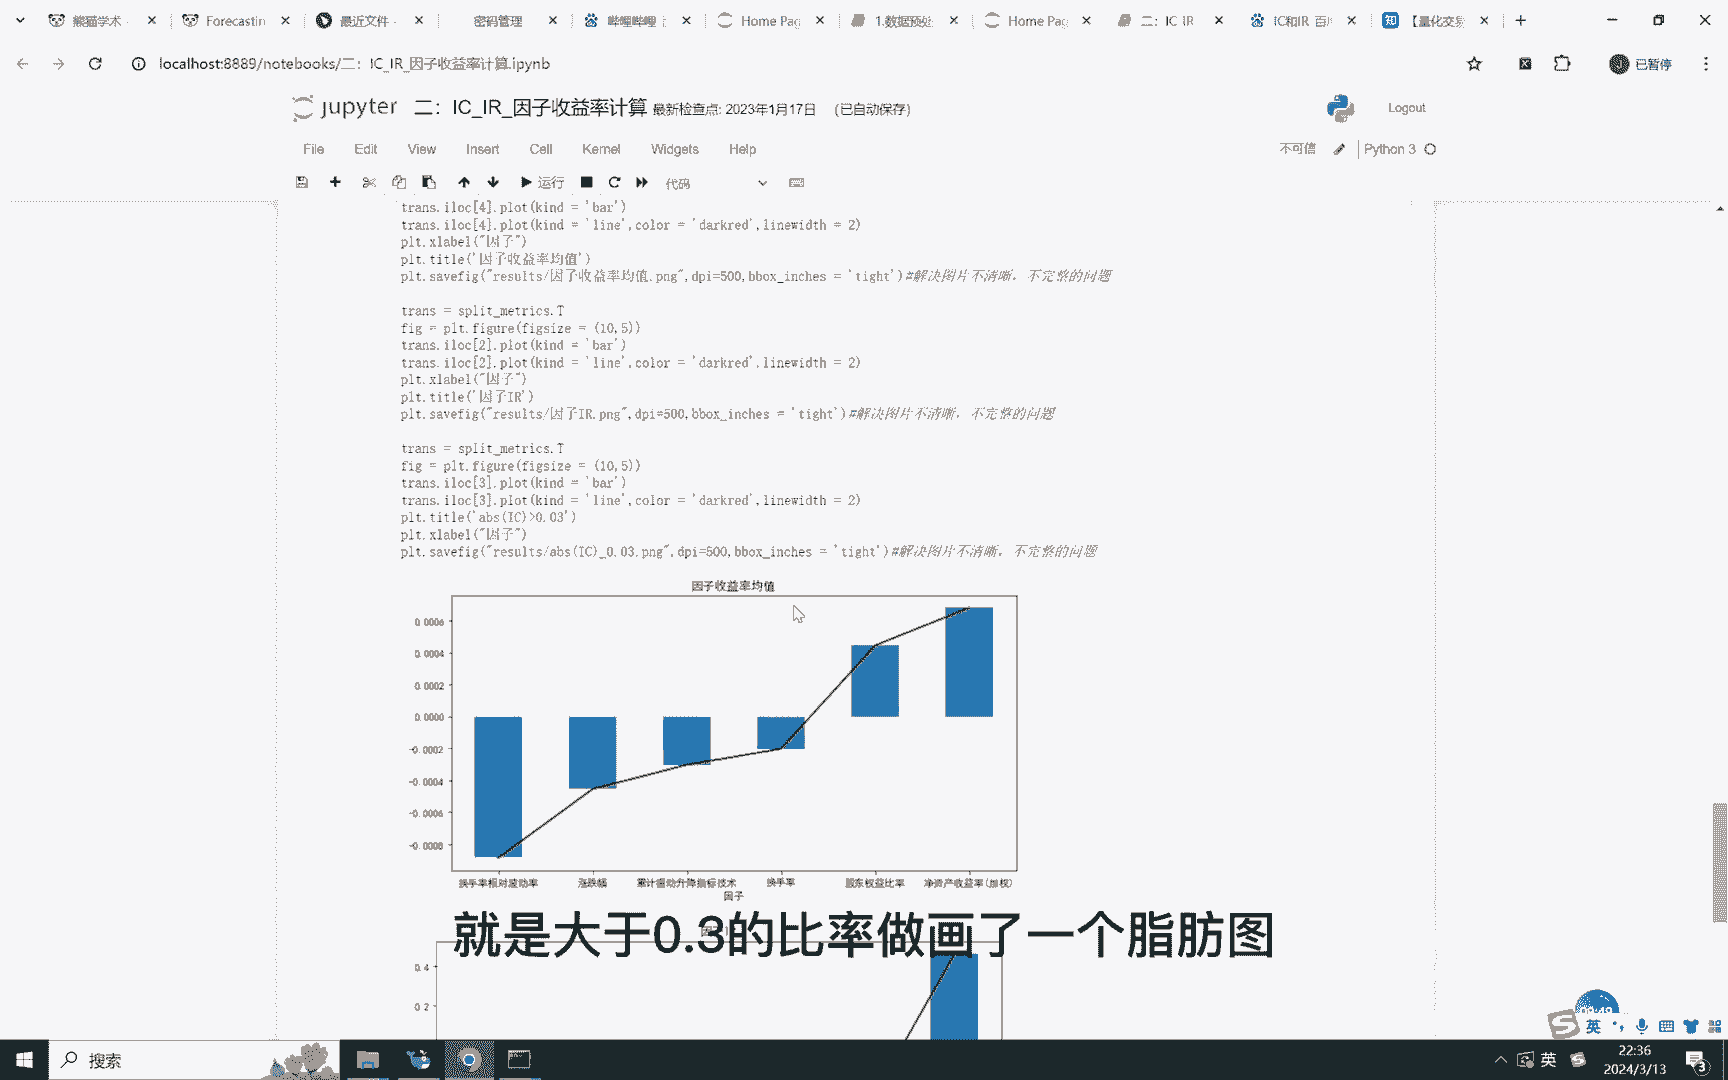 熊猫学术 -
Forecastin
最近文件 -
密码管理
哔哩哔哩
Home Pag
1.数据预处
Home Pag
二：IC_IR
IC和IR_百度
【量化交易
localhost:8889/notebooks/二：IC_IR_因子收益率计算.ipynb
已暂停
jupyter 二：IC_IR_因子收益率计算 最新检查点: 2023年1月17日 (已自动保存)
Logout
File Edit View Insert Cell Kernel Widgets Help
不可信
Python 3
运行
代码
trans.iloc[4].plot(kind = 'bar')
trans.iloc[4].plot(kind = 'line',color = 'darkred',linewidth = 2)
plt.xlabel("因子")
plt.title('因子收益率均值')
plt.savefig("results/因子收益率均值.png",dpi=500,bbox_inches = 'tight')#解决图片不清晰，不完整的问题
trans = split_metrics.T
fig = plt.figure(figsize = (10,5))
trans.iloc[2].plot(kind = 'bar')
trans.iloc[2].plot(kind = 'line',color = 'darkred',linewidth = 2)
plt.xlabel("因子")
plt.title('因子IR')
plt.savefig("results/因子IR.png",dpi=500,bbox_inches = 'tight')#解决图片不清晰，不完整的问题
trans = split_metrics.T
fig = plt.figure(figsize = (10,5))
trans.iloc[3].plot(kind = 'bar')
trans.iloc[3].plot(kind = 'line',color = 'darkred',linewidth = 2)
plt.title('abs(IC)>0.03')
plt.xlabel("因子")
plt.savefig("results/abs(IC)_0.03.png",dpi=500,bbox_inches = 'tight')#解决图片不清晰，不完整的问题
因子收益率均值
0.0006
0.0004
0.0002
0.0000
-0.0002
-0.0004
-0.0006
-0.0008
换手率相对波动率 涨跌幅 累计振动升降指标技术 换手率 股东权益比率 净资产收益率(加权)
因子
就是大于0.3的比率做画了一个脂肪图
0.4
0.2
英
搜索
英
22:36
2024/3/13
3